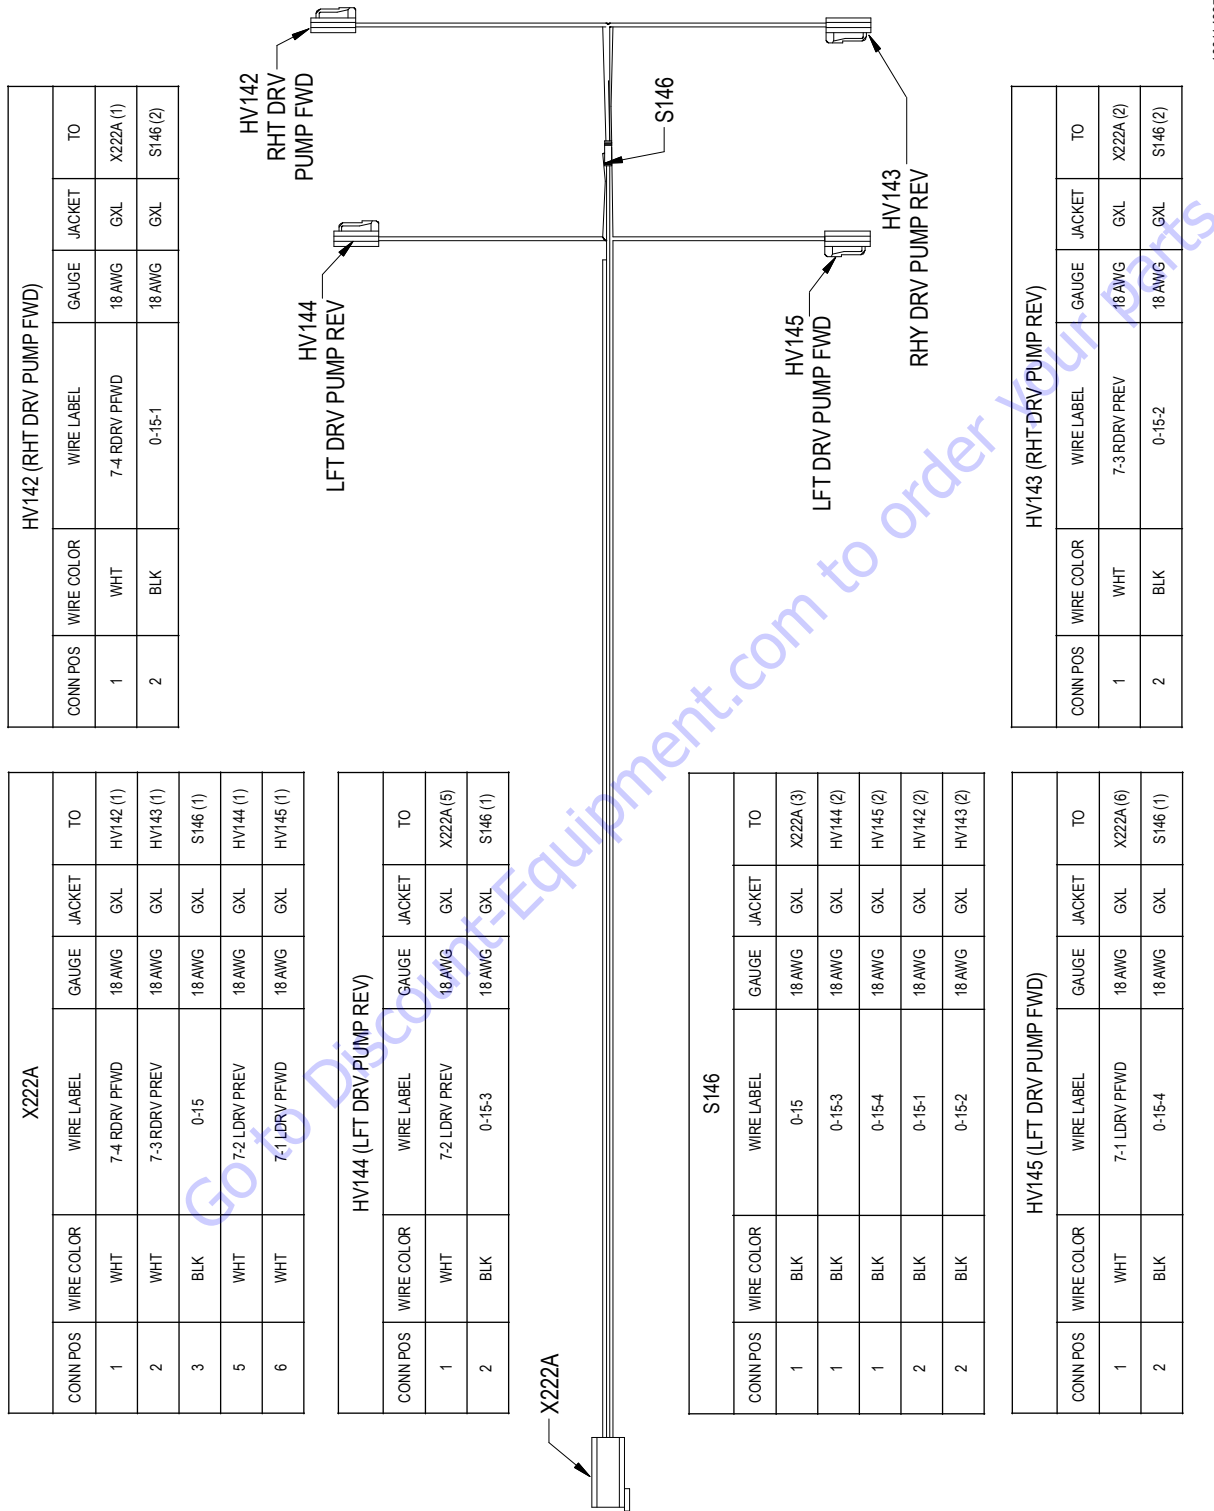 X222A
CONN POS WIRE COLOR WIRE LABEL GAUGE JACKET TO
1 WHT 7-4 RDRV PFWD 18 AWG GXL HV142 (1)
2 WHT 7-3 RDRV PREV 18 AWG GXL HV143 (1)
3 BLK 0-15 18 AWG GXL S146 (1)
5 WHT 7-2 LDRV PREV 18 AWG GXL HV144 (1)
6 WHT 7-1 LDRV PFWD 18 AWG GXL HV145 (1)
HV142 (RHT DRV PUMP FWD)
CONN POS WIRE COLOR WIRE LABEL GAUGE JACKET TO
1 WHT 7-4 RDRV PFWD 18 AWG GXL X222A (1)
2 BLK 0-15-1 18 AWG GXL S146 (2)
HV144 (LFT DRV PUMP REV)
CONN POS WIRE COLOR WIRE LABEL GAUGE JACKET TO
1 WHT 7-2 LDRV PREV 18 AWG GXL X222A (5)
2 BLK 0-15-3 18 AWG GXL S146 (1)
HV142
RHT DRV
PUMP FWD
HV144
LFT DRV PUMP REV
X222A
S146
HV145
LFT DRV PUMP FWD
HV143
RHY DRV PUMP REV
S146
CONN POS WIRE COLOR WIRE LABEL GAUGE JACKET TO
1 BLK 0-15 18 AWG GXL X222A (3)
1 BLK 0-15-3 18 AWG GXL HV144 (2)
1 BLK 0-15-4 18 AWG GXL HV145 (2)
2 BLK 0-15-1 18 AWG GXL HV142 (2)
2 BLK 0-15-2 18 AWG GXL HV143 (2)
HV145 (LFT DRV PUMP FWD)
CONN POS WIRE COLOR WIRE LABEL GAUGE JACKET TO
1 WHT 7-1 LDRV PFWD 18 AWG GXL X222A (6)
2 BLK 0-15-4 18 AWG GXL S146 (1)
HV143 (RHT DRV PUMP REV)
CONN POS WIRE COLOR WIRE LABEL GAUGE JACKET TO
1 WHT 7-3 RDRV PREV 18 AWG GXL X222A (2)
2 BLK 0-15-2 18 AWG GXL S146 (2)
Go to Discount-Equipment.com to order your parts